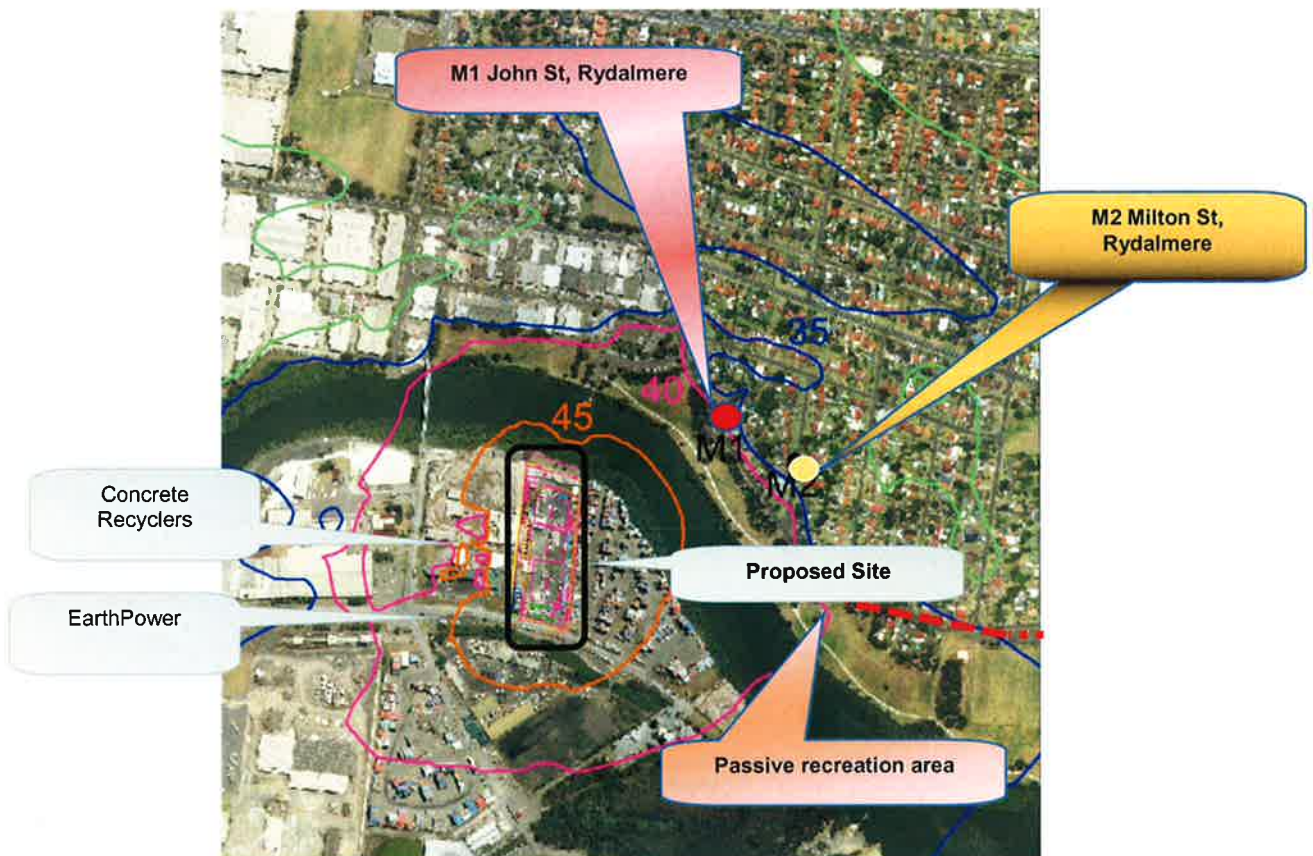 M1 John St, Rydalmere
M2 Milton St,
Rydalmere
35
40
45
M1
Concrete
Recyclers
Proposed Site
EarthPower
Passive recreation area